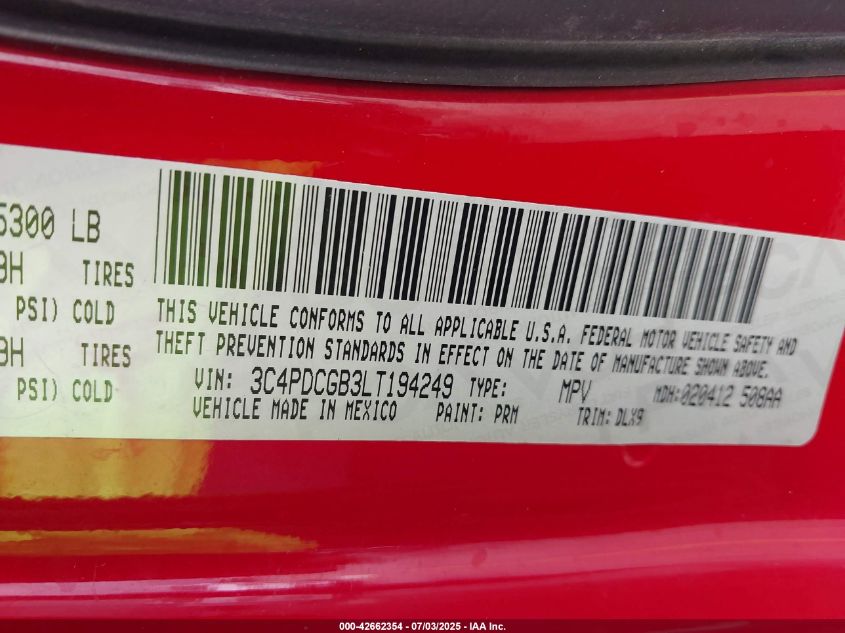 5300 LB
BH TIRES
PSI) COLD
BH TIRES
PSI) COLD
THIS VEHICLE CONFORMS TO ALL APPLICABLE U.S.A. FEDERAL MOTOR VEHICLE SAFETY AND
THEFT PREVENTION STANDARDS IN EFFECT ON THE DATE OF MANUFACTURE SHOWN ABOVE.
VIN: 3C4PDCGB3LT194249 TYPE: MPV MDH:020412 508AA
VEHICLE MADE IN MEXICO PAINT: PRM TRIM: DLX9
000-42662354 - 07/03/2025 - IAA Inc.